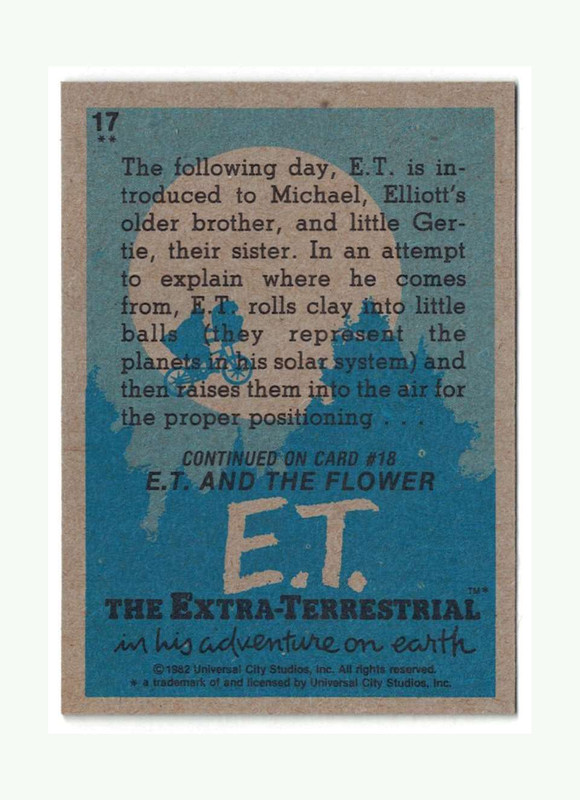 17
**
The following day, E.T. is in-
troduced to Michael, Elliott's
older brother, and little Ger-
tie, their sister. In an attempt
to explain where he comes
from, E.T. rolls clay into little
balls (they represent the
planets in his solar system) and
then raises them into the air for
the proper positioning . . .
CONTINUED ON CARD #18
E.T. AND THE FLOWER
E.T.
THE EXTRA-TERRESTRIAL™*
in his adventure on earth
©1982 Universal City Studios, Inc. All rights reserved.
* a trademark of and licensed by Universal City Studios, Inc.